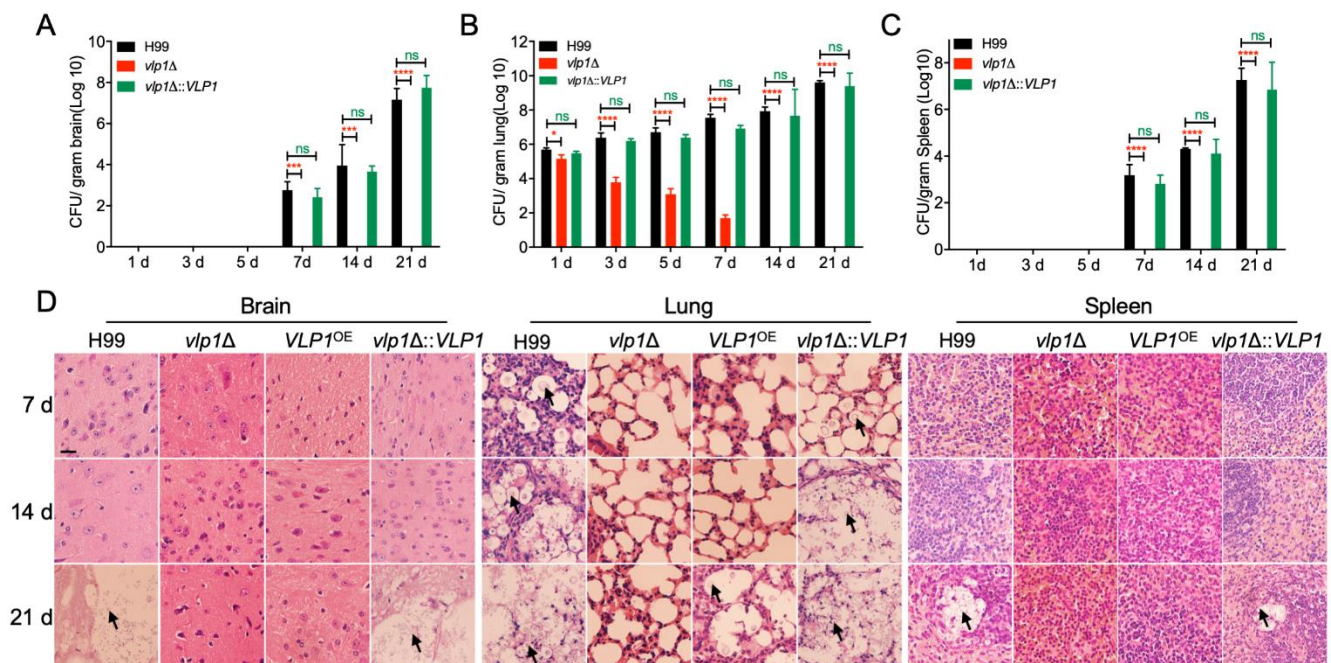 A
CFU/ gram brain(Log 10)
10
8
6
4
2
0
H99
vlp1Δ
vlp1Δ::VLP1
ns
***
ns
***
ns
****
1 d
3 d
5 d
7d
14 d
21 d
B
CFU/ gram lung(Log 10)
12
10
8
6
4
2
0
H99
vlp1Δ
vlp1Δ::VLP1
ns
*
ns
****
ns
****
ns
****
ns
****
ns
****
1 d
3 d
5 d
7 d
14 d
21 d
C
CFU/gram Spleen (Log10)
10
8
6
4
2
0
H99
vlp1Δ
vlp1Δ::VLP1
ns
****
ns
****
ns
****
1d
3 d
5 d
7d
14 d
21 d
D
Brain
Lung
Spleen
H99 vlp1Δ VLP1OE vlp1Δ::VLP1
H99 vlp1Δ VLP1OE vlp1Δ::VLP1
H99 vlp1Δ VLP1OE vlp1Δ::VLP1
7 d
14 d
21 d